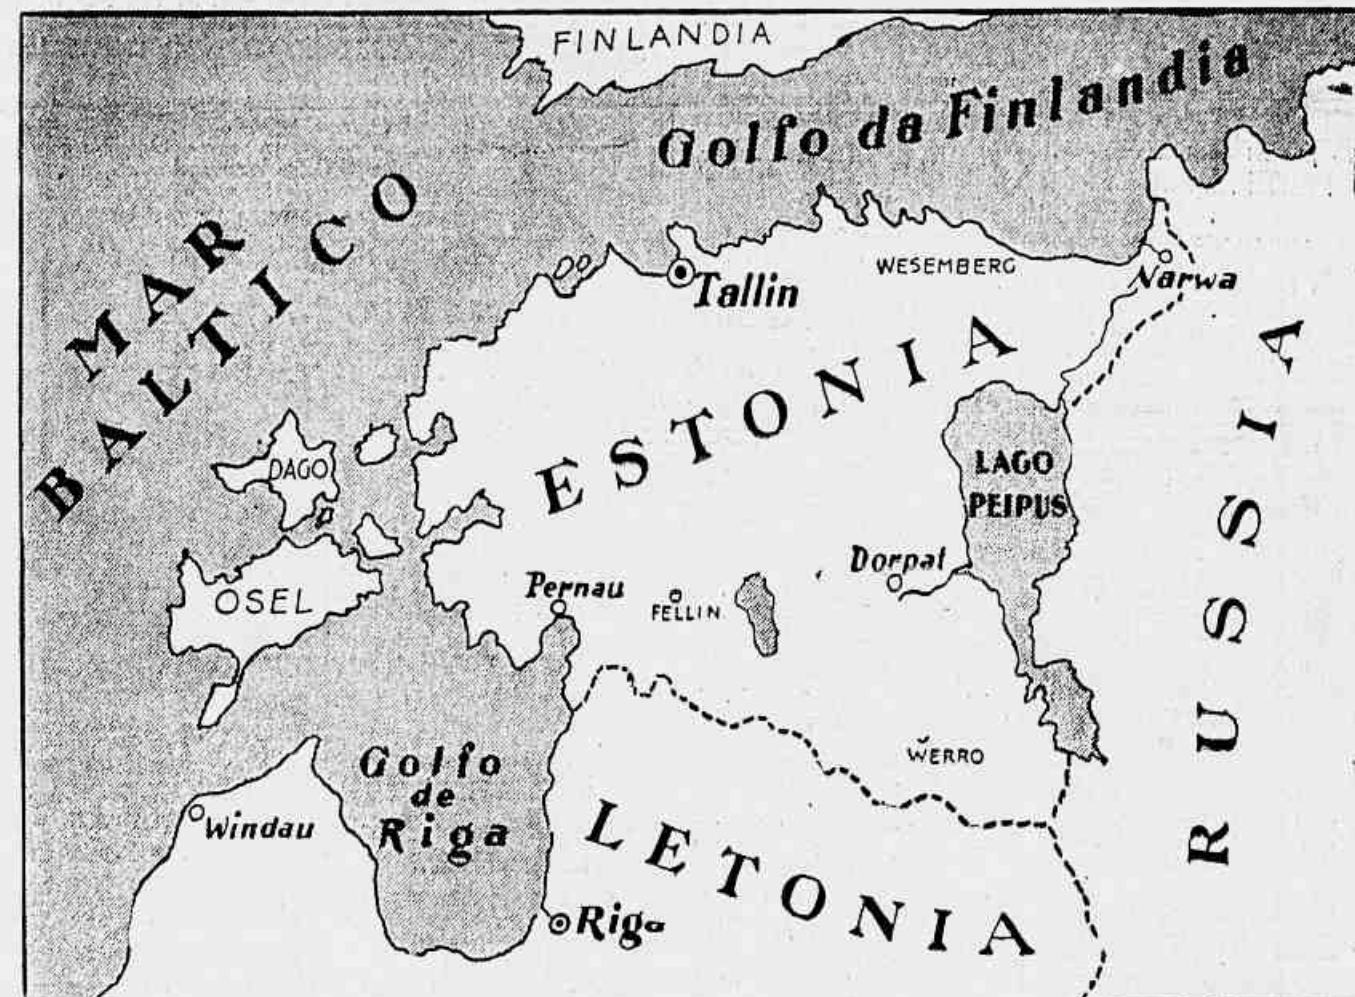 FINLANDIA
Golfo da Finlandia
MAR
BALTICO
WESEMBERG
Tallin
Narwa
ESTONIA
RUSSIA
DAGO
LAGO
PEIPUS
Dorpat
OSEL
Pernau
FELLIN
WERRO
Golfo
de
Riga
Windau
LETONIA
Riga